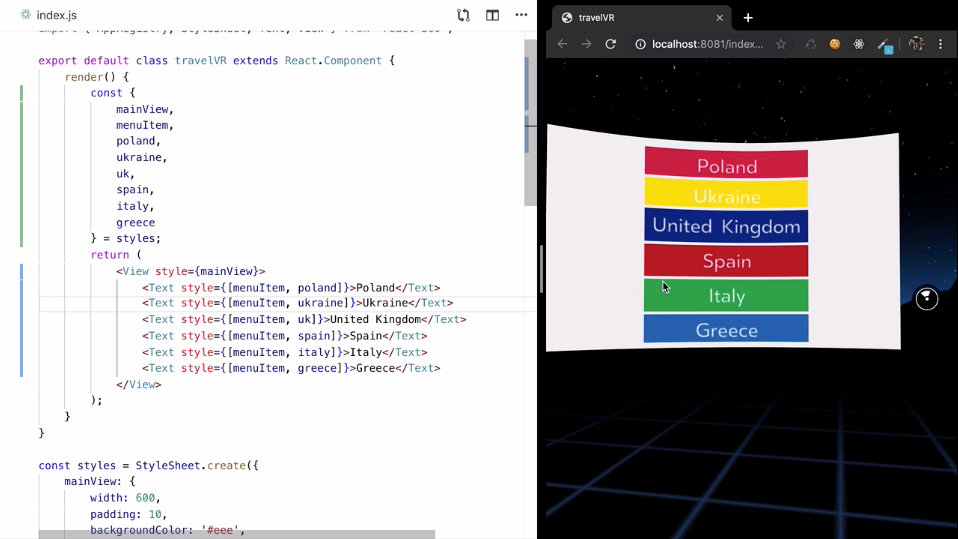 index.js
import { AppRegistry, StyleSheet, Text, View } from 'react-360';
export default class travelVR extends React.Component {
render() {
const {
mainView,
menuItem,
poland,
ukraine,
uk,
spain,
italy,
greece
} = styles;
return (
<View style={mainView}>
<Text style={[menuItem, poland]}>Poland</Text>
<Text style={[menuItem, ukraine]}>Ukraine</Text>
<Text style={[menuItem, uk]}>United Kingdom</Text>
<Text style={[menuItem, spain]}>Spain</Text>
<Text style={[menuItem, italy]}>Italy</Text>
<Text style={[menuItem, greece]}>Greece</Text>
</View>
);
}
}
const styles = StyleSheet.create({
mainView: {
width: 600,
padding: 10,
backgroundColor: '#eee',
travelVR
localhost:8081/index...
Poland
Ukraine
United Kingdom
Spain
Italy
Greece